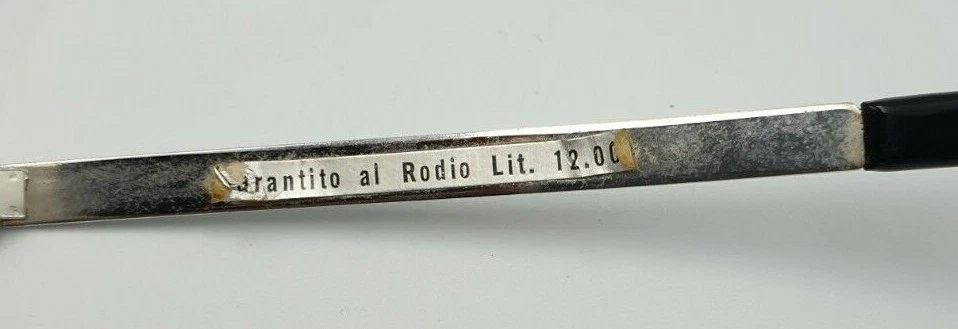 arantito al Rodio Lit. 12.00